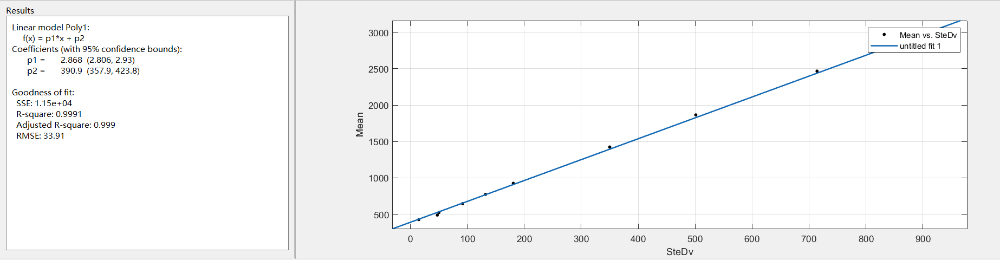 Results
Linear model Poly1:
f(x) = p1*x + p2
Coefficients (with 95% confidence bounds):
p1 = 2.868 (2.806, 2.93)
p2 = 390.9 (357.9, 423.8)
Goodness of fit:
SSE: 1.15e+04
R-square: 0.9991
Adjusted R-square: 0.999
RMSE: 33.91
3000
2500
2000
1500
1000
500
Mean
Mean vs. SteDv
untitled fit 1
0 100 200 300 400 500 600 700 800 900
SteDv